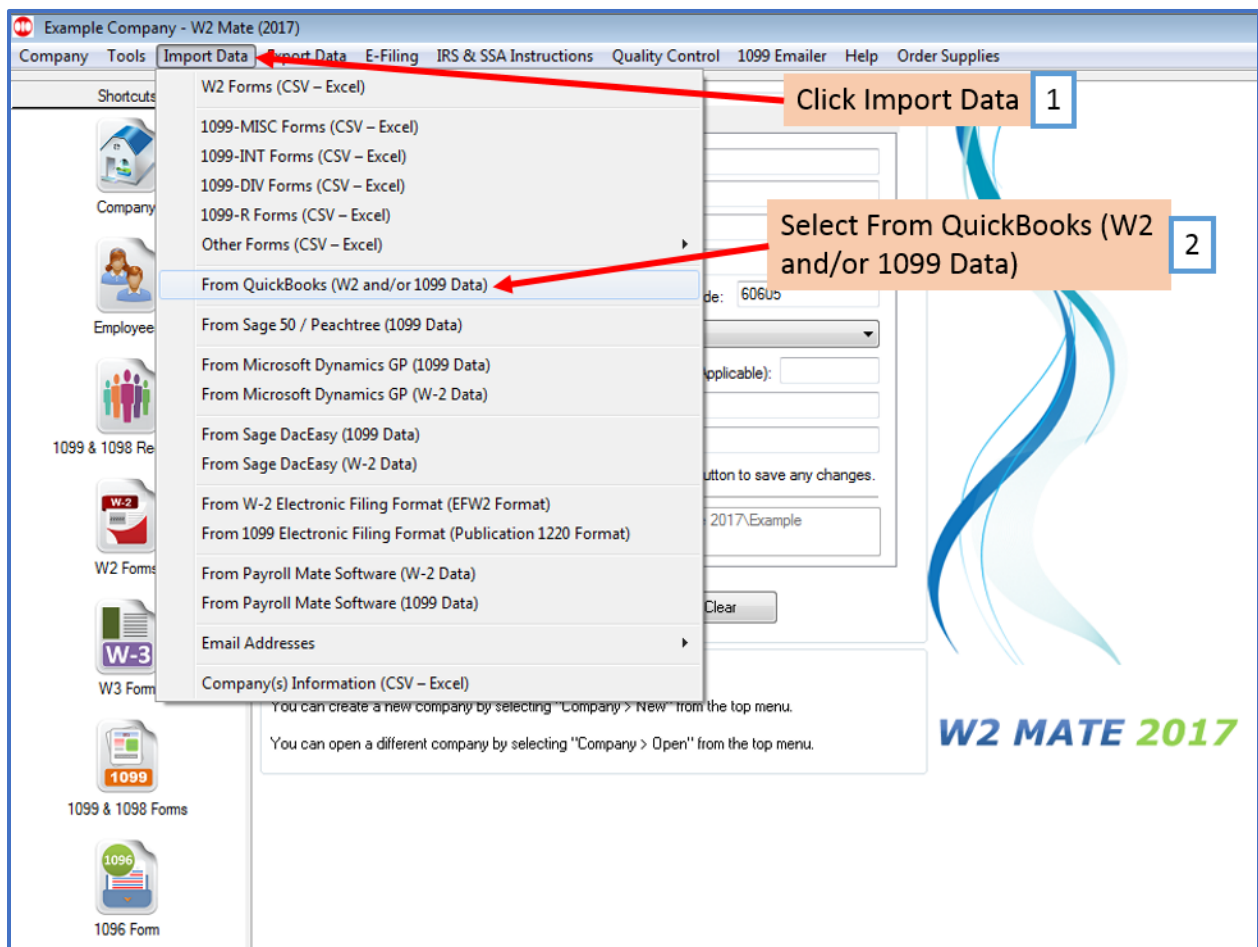 Example Company - W2 Mate (2017)
Company Tools Import Data Export Data E-Filing IRS & SSA Instructions Quality Control 1099 Emailer Help Order Supplies
Shortcuts
Company
Employee
1099 & 1098 Re
W-2
W2 Forms
W-3
W3 Form
1099
1099 & 1098 Forms
1096
1096 Form
W2 Forms (CSV – Excel)
1099-MISC Forms (CSV – Excel)
1099-INT Forms (CSV – Excel)
1099-DIV Forms (CSV – Excel)
1099-R Forms (CSV – Excel)
Other Forms (CSV – Excel)
From QuickBooks (W2 and/or 1099 Data)
From Sage 50 / Peachtree (1099 Data)
From Microsoft Dynamics GP (1099 Data)
From Microsoft Dynamics GP (W-2 Data)
From Sage DacEasy (1099 Data)
From Sage DacEasy (W-2 Data)
From W-2 Electronic Filing Format (EFW2 Format)
From 1099 Electronic Filing Format (Publication 1220 Format)
From Payroll Mate Software (W-2 Data)
From Payroll Mate Software (1099 Data)
Email Addresses
Company(s) Information (CSV – Excel)
Click Import Data 1
Select From QuickBooks (W2
and/or 1099 Data)
2
de: 60605
Applicable):
utton to save any changes.
2017\Example
Clear
You can create a new company by selecting "Company > New" from the top menu.
You can open a different company by selecting "Company > Open" from the top menu.
W2 MATE 2017